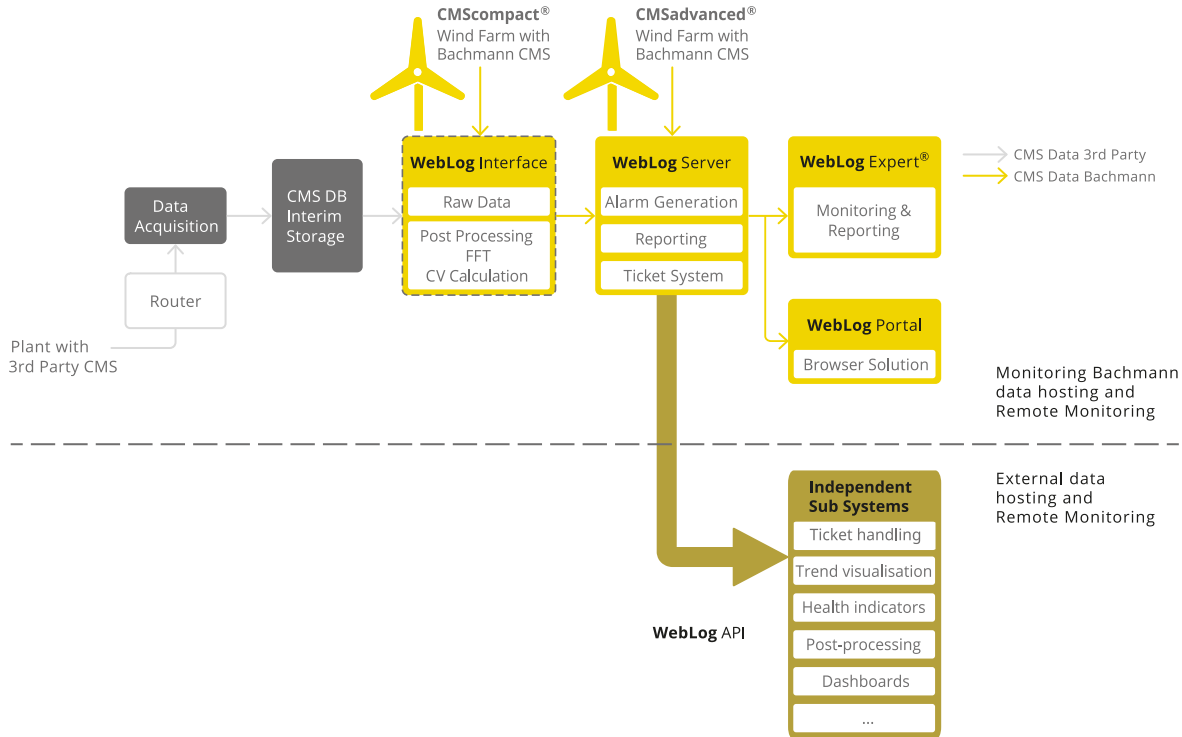 CMScompact®
Wind Farm with
Bachmann CMS
CMSadvanced®
Wind Farm with
Bachmann CMS
WebLog Interface
Raw Data
Post Processing
FFT
CV Calculation
WebLog Server
Alarm Generation
Reporting
Ticket System
WebLog Expert®
Monitoring &
Reporting
CMS Data 3rd Party
CMS Data Bachmann
Data
Acquisition
CMS DB
Interim
Storage
Router
Plant with
3rd Party CMS
WebLog Portal
Browser Solution
Monitoring Bachmann
data hosting and
Remote Monitoring
External data
hosting and
Remote Monitoring
Independent
Sub Systems
Ticket handling
Trend visualisation
Health indicators
Post-processing
Dashboards
...
WebLog API